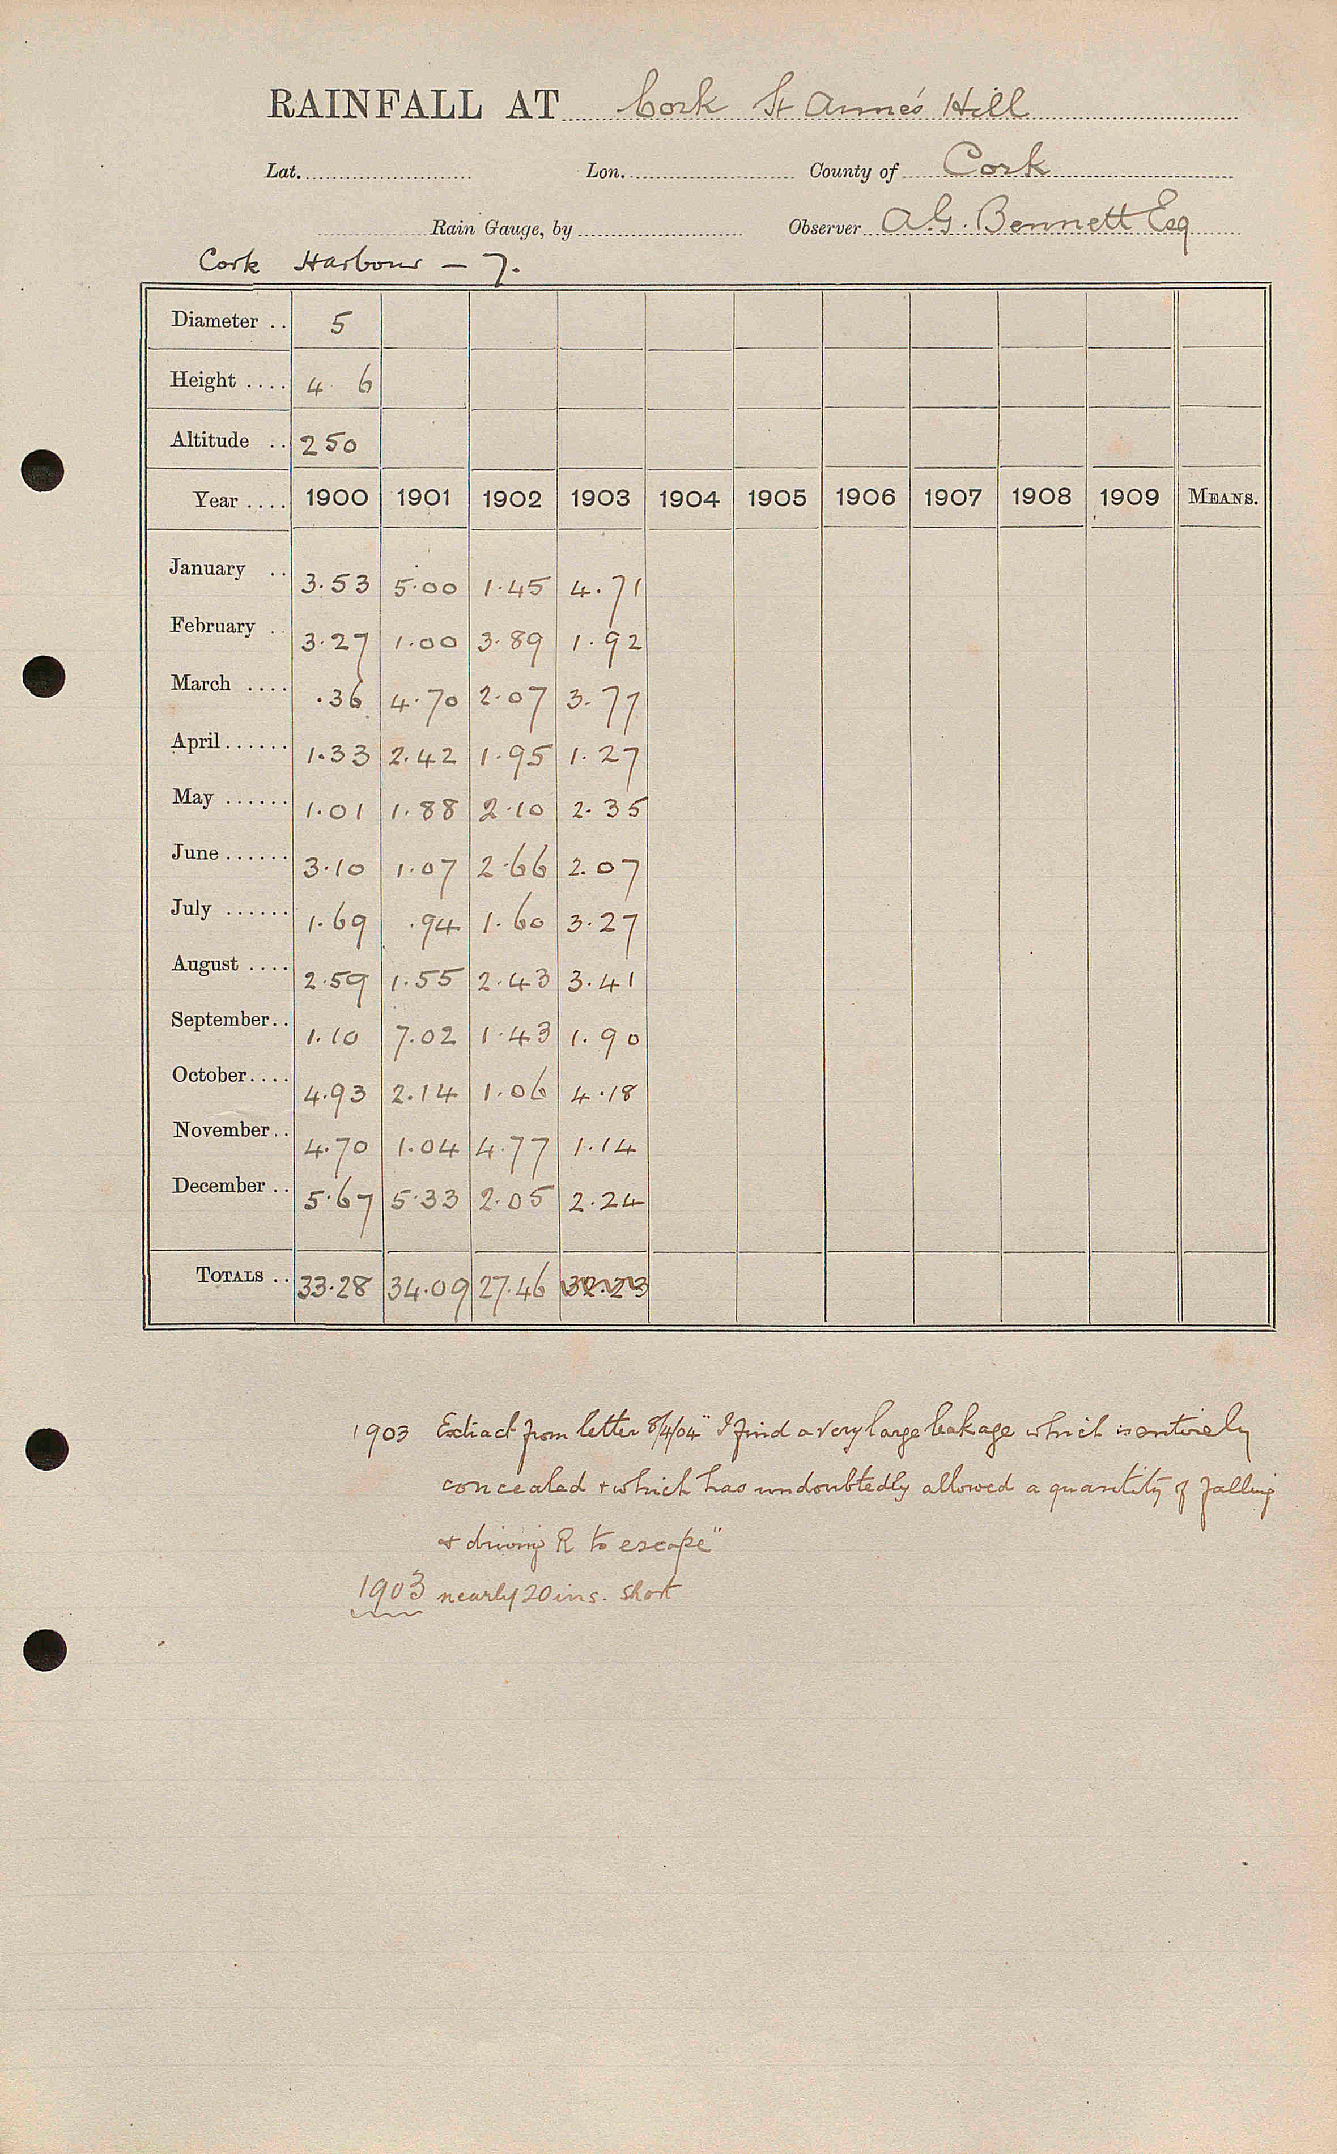 RAINFALL AT Cork St Anne's Hill
Lat. Lon. County of Cork
Rain Gauge, by Observer A.G. Bennett Esq
Cork Harbour — 7.
Diameter .. 5
Height .... 4 6
Altitude .. 250
Year .... 1900 1901 1902 1903 1904 1905 1906 1907 1908 1909 MEANS.
January .. 3.53 5.00 1.45 4.71
February .. 3.27 1.00 3.89 1.92
March .... .36 4.70 2.07 3.77
April ...... 1.33 2.42 1.95 1.27
May ...... 1.01 1.88 2.10 2.35
June ...... 3.10 1.07 2.66 2.07
July ...... 1.69 .94 1.60 3.27
August .... 2.59 1.55 2.43 3.41
September .. 1.10 7.02 1.43 1.90
October .... 4.93 2.14 1.06 4.18
November .. 4.70 1.04 4.77 1.14
December .. 5.67 5.33 2.05 2.24
TOTALS .. 33.28 34.09 27.46 32.23
1903 Extract from letter 8/4/04 "I find a very large leakage which is entirely
concealed + which has undoubtedly allowed a quantity of falling
+ driving R to escape"
1903 nearly 20 ins. short